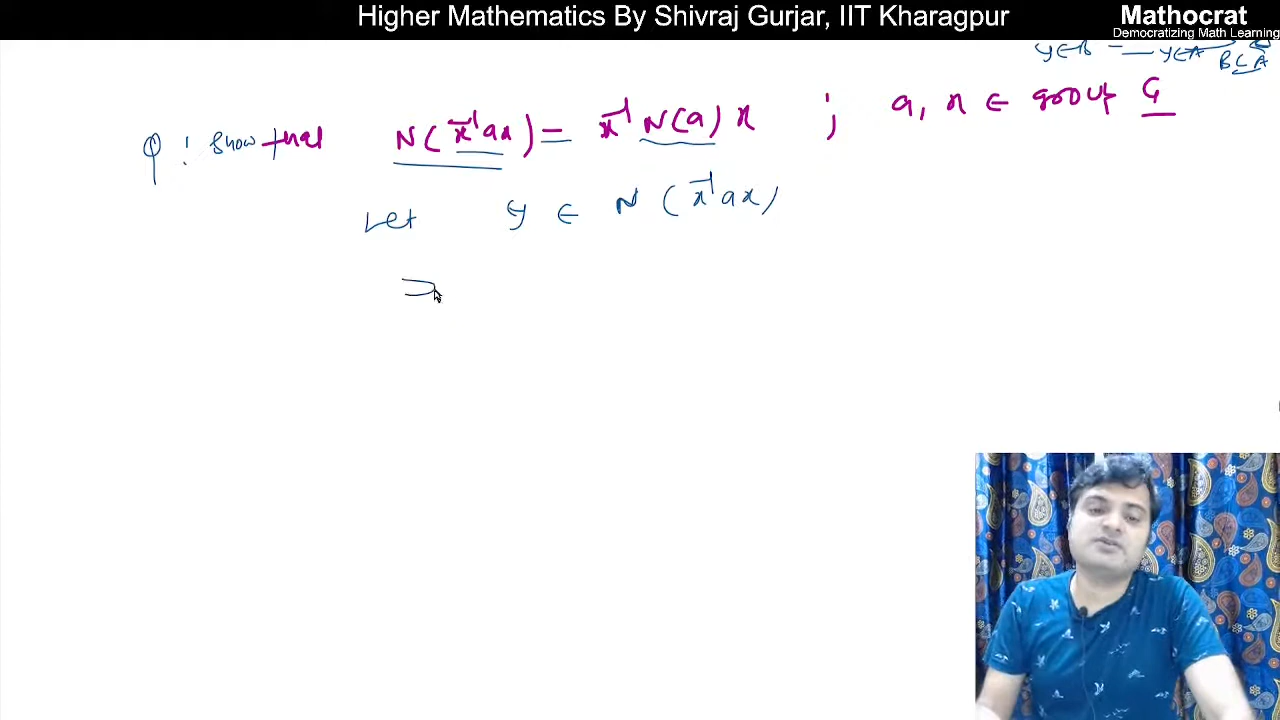 Higher Mathematics By Shivraj Gurjar, IIT Kharagpur
Mathocrat
Democratizing Math Learning
y∈B — y∈A
B⊆A
Q: Show that N(x⁻¹ax) = x⁻¹N(a)x ; a, x ∈ group G
Let y ∈ N(x⁻¹ax)